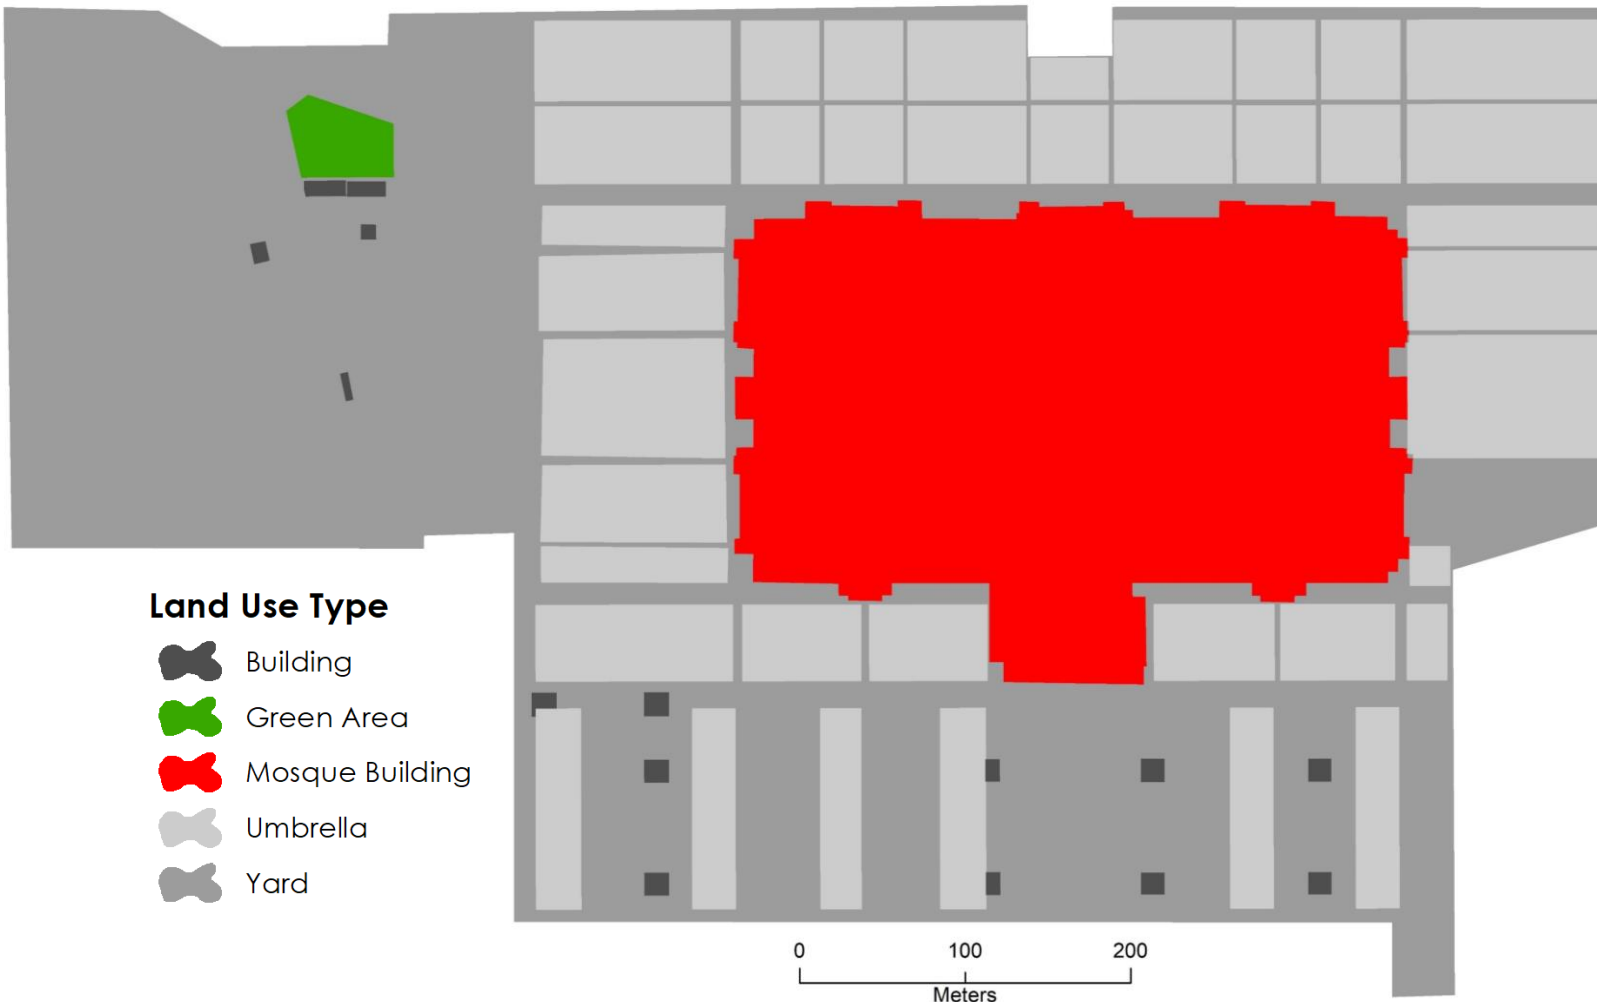 Land Use Type
Building
Green Area
Mosque Building
Umbrella
Yard
0 100 200
Meters